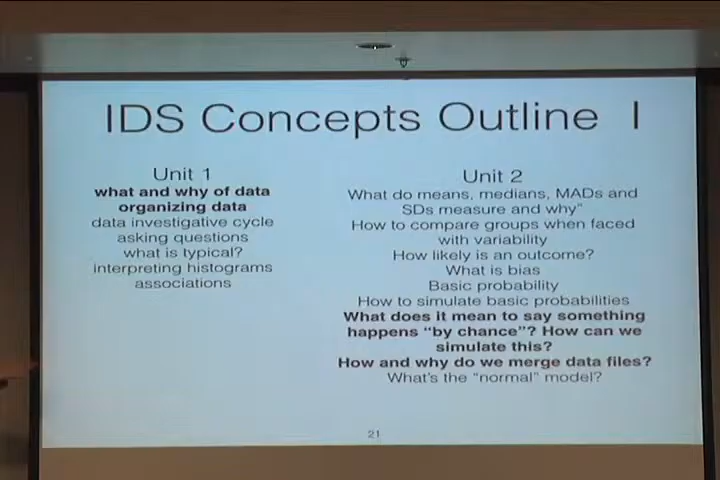 IDS Concepts Outline I
Unit 1
what and why of data
organizing data
data investigative cycle
asking questions
what is typical?
interpreting histograms
associations
Unit 2
What do means, medians, MADs and
SDs measure and why"
How to compare groups when faced
with variability
How likely is an outcome?
What is bias
Basic probability
How to simulate basic probabilities
What does it mean to say something
happens “by chance”? How can we
simulate this?
How and why do we merge data files?
What's the “normal” model?
21